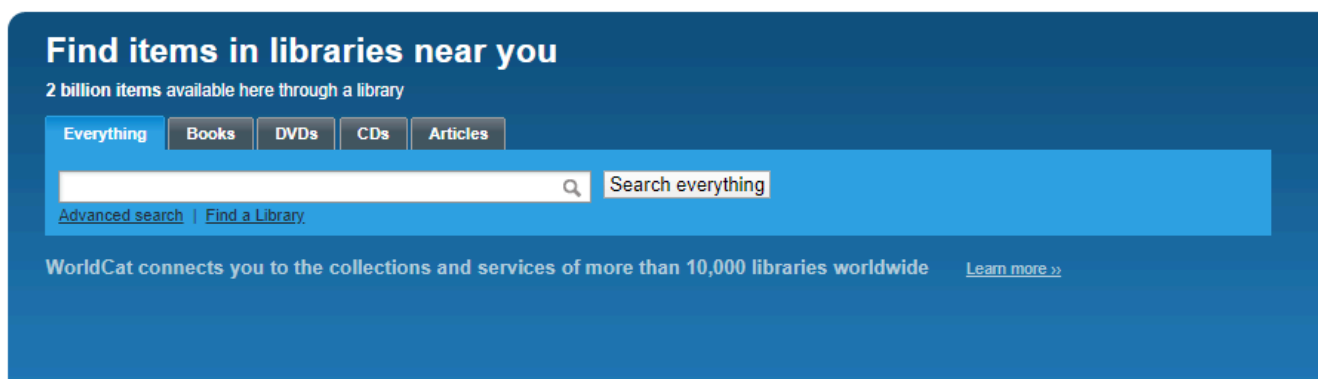 Find items in libraries near you
2 billion items available here through a library
Everything Books DVDs CDs Articles
Search everything
Advanced search | Find a Library
WorldCat connects you to the collections and services of more than 10,000 libraries worldwide Learn more »